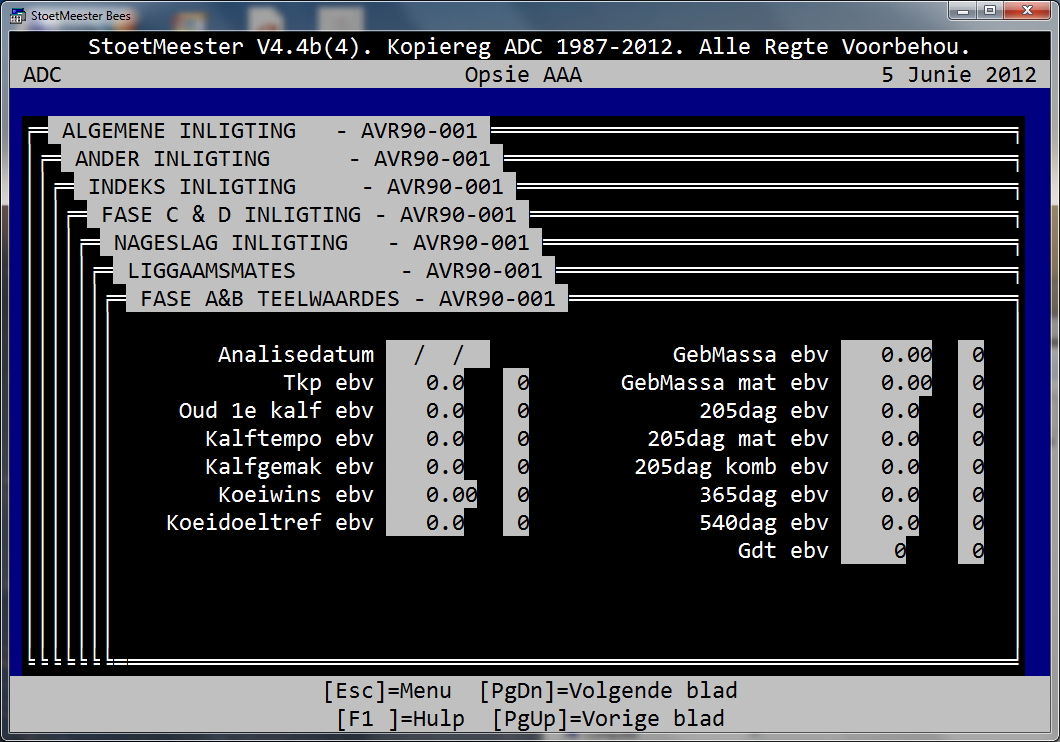 StoetMeester Bees
StoetMeester V4.4b(4). Kopiereg ADC 1987-2012. Alle Regte Voorbehou.
ADC Opsie AAA 5 Junie 2012
ALGEMENE INLIGTING - AVR90-001
ANDER INLIGTING - AVR90-001
INDEKS INLIGTING - AVR90-001
FASE C & D INLIGTING - AVR90-001
NAGESLAG INLIGTING - AVR90-001
LIGGAAMSMATES - AVR90-001
FASE A&B TEELWAARDES - AVR90-001
Analisedatum / / GebMassa ebv 0.00 0
Tkp ebv 0.0 0 GebMassa mat ebv 0.00 0
Oud 1e kalf ebv 0.0 0 205dag ebv 0.0 0
Kalftempo ebv 0.0 0 205dag mat ebv 0.0 0
Kalfgemak ebv 0.0 0 205dag komb ebv 0.0 0
Koeiwins ebv 0.00 0 365dag ebv 0.0 0
Koeidoeltref ebv 0.0 0 540dag ebv 0.0 0
Gdt ebv 0 0
[Esc]=Menu [PgDn]=Volgende blad
[F1 ]=Hulp [PgUp]=Vorige blad